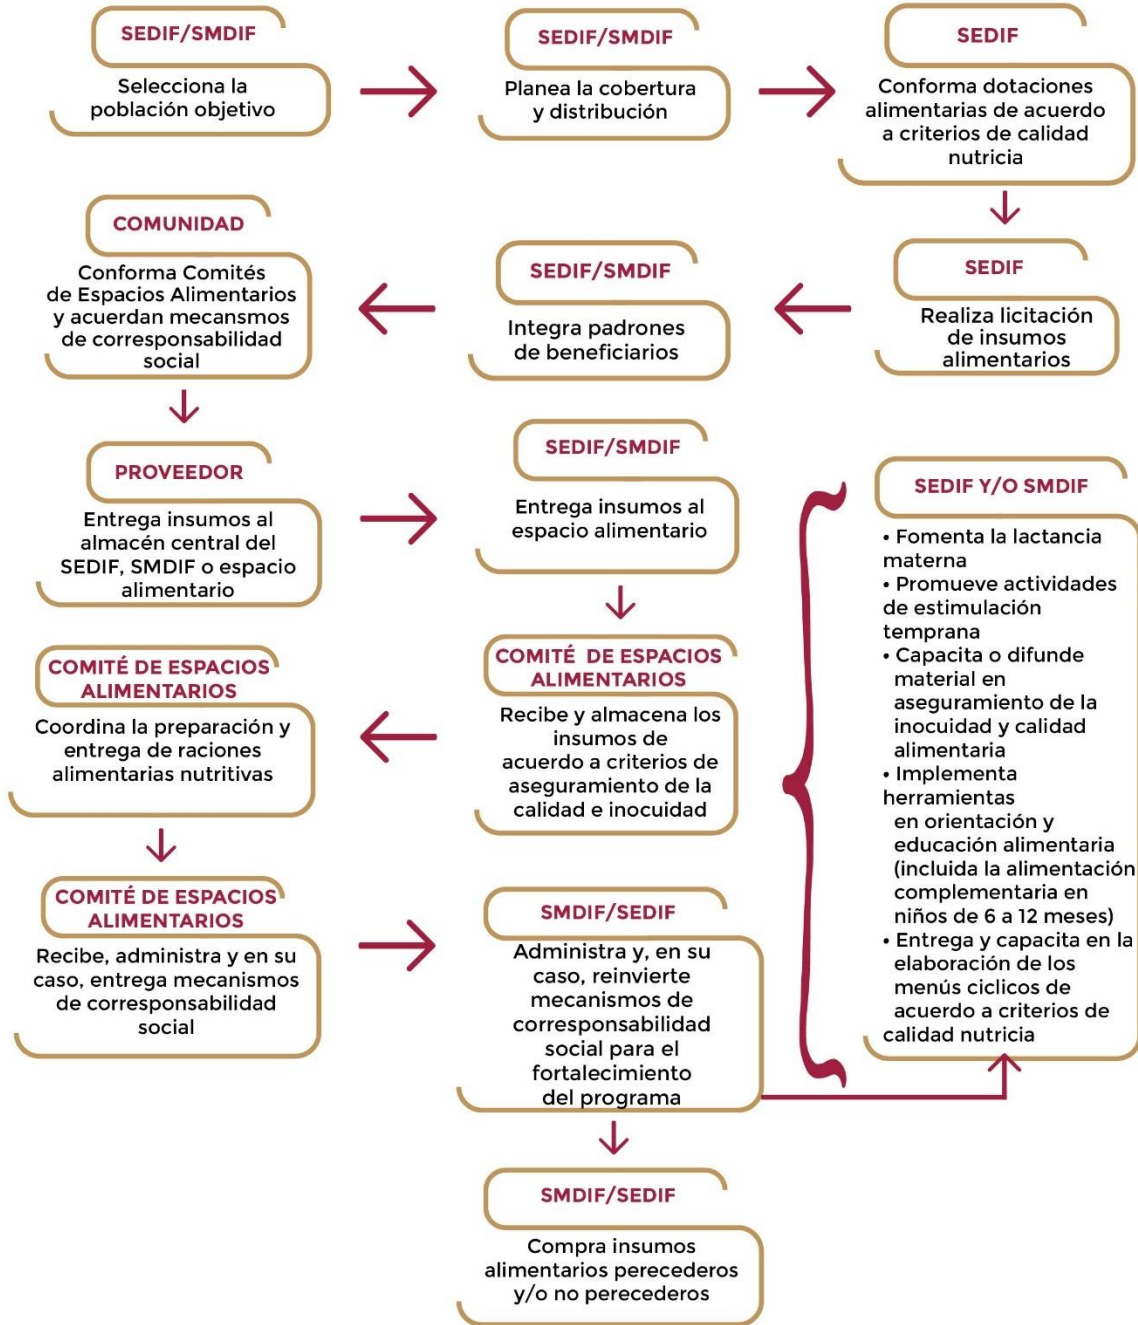 SEDIF/SMDIF
Selecciona la
población objetivo
SEDIF/SMDIF
Planea la cobertura
y distribución
SEDIF
Conforma dotaciones
alimentarias de acuerdo
a criterios de calidad
nutricia
SEDIF
Realiza licitación
de insumos
alimentarios
SEDIF/SMDIF
Integra padrones
de beneficiarios
COMUNIDAD
Conforma Comités
de Espacios Alimentarios
y acuerdan mecansmos
de corresponsabilidad
social
PROVEEDOR
Entrega insumos al
almacén central del
SEDIF, SMDIF o espacio
alimentario
SEDIF/SMDIF
Entrega insumos al
espacio alimentario
COMITÉ DE ESPACIOS
ALIMENTARIOS
Recibe y almacena los
insumos de
acuerdo a criterios de
aseguramiento de la
calidad e inocuidad
COMITÉ DE ESPACIOS
ALIMENTARIOS
Coordina la preparación y
entrega de raciones
alimentarias nutritivas
COMITÉ DE ESPACIOS
ALIMENTARIOS
Recibe, administra y en su
caso, entrega mecanismos
de corresponsabilidad
social
SMDIF/SEDIF
Administra y, en su
caso, reinvierte
mecanismos de
corresponsabilidad
social para el
fortalecimiento
del programa
SMDIF/SEDIF
Compra insumos
alimentarios perecederos
y/o no perecederos
SEDIF Y/O SMDIF
• Fomenta la lactancia
materna
• Promueve actividades
de estimulación
temprana
• Capacita o difunde
material en
aseguramiento de la
inocuidad y calidad
alimentaria
• Implementa
herramientas
en orientación y
educación alimentaria
(incluida la alimentación
complementaria en
niños de 6 a 12 meses)
• Entrega y capacita en la
elaboración de los
menús ciclicos de
acuerdo a criterios de
calidad nutricia